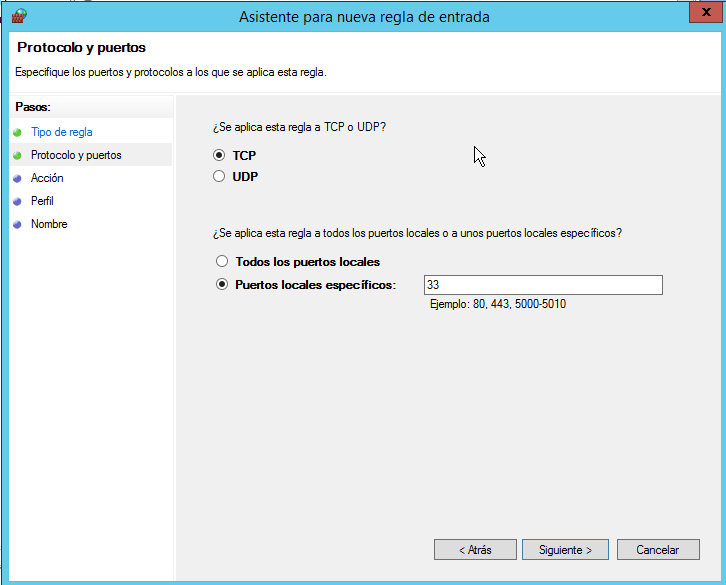 Asistente para nueva regla de entrada
x
Protocolo y puertos
Especifique los puertos y protocolos a los que se aplica esta regla.
Pasos:
Tipo de regla
Protocolo y puertos
Acción
Perfil
Nombre
¿Se aplica esta regla a TCP o UDP?
TCP
UDP
¿Se aplica esta regla a todos los puertos locales o a unos puertos locales específicos?
Todos los puertos locales
Puertos locales específicos: 33
Ejemplo: 80, 443, 5000-5010
< Atrás Siguiente > Cancelar